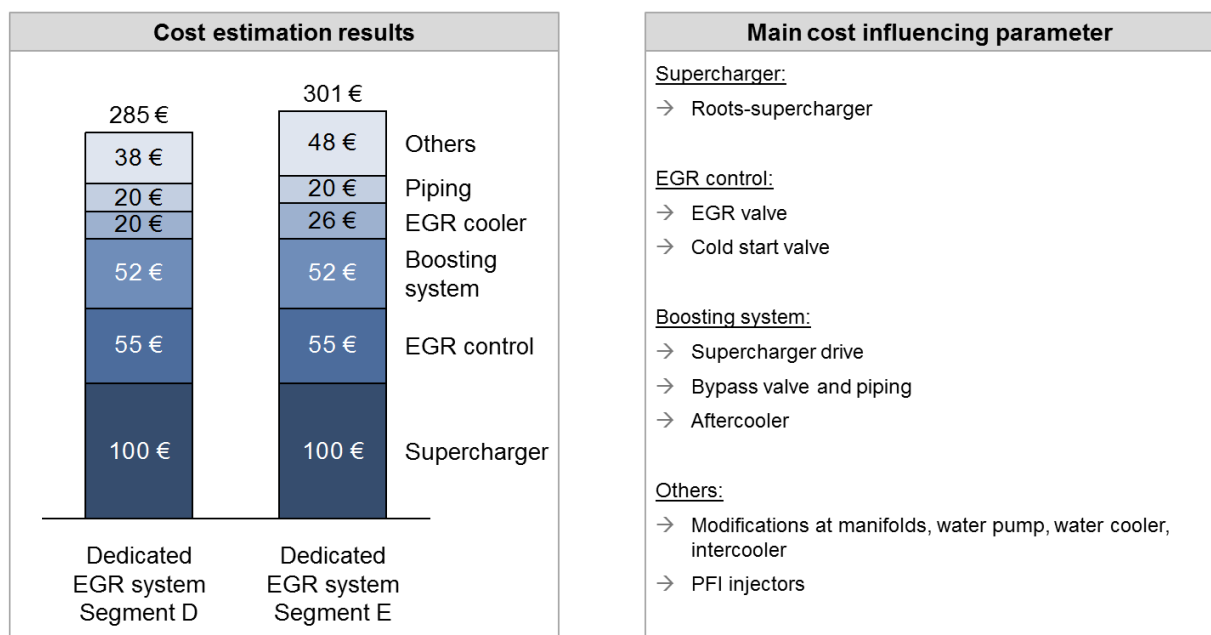 Cost estimation results
285 €
38 €
20 €
20 €
52 €
55 €
100 €
301 €
48 €
20 €
26 €
52 €
55 €
100 €
Others
Piping
EGR cooler
Boosting
system
EGR control
Supercharger
Dedicated
EGR system
Segment D
Dedicated
EGR system
Segment E
Main cost influencing parameter
Supercharger:
→ Roots-supercharger
EGR control:
→ EGR valve
→ Cold start valve
Boosting system:
→ Supercharger drive
→ Bypass valve and piping
→ Aftercooler
Others:
→ Modifications at manifolds, water pump, water cooler,
intercooler
→ PFI injectors